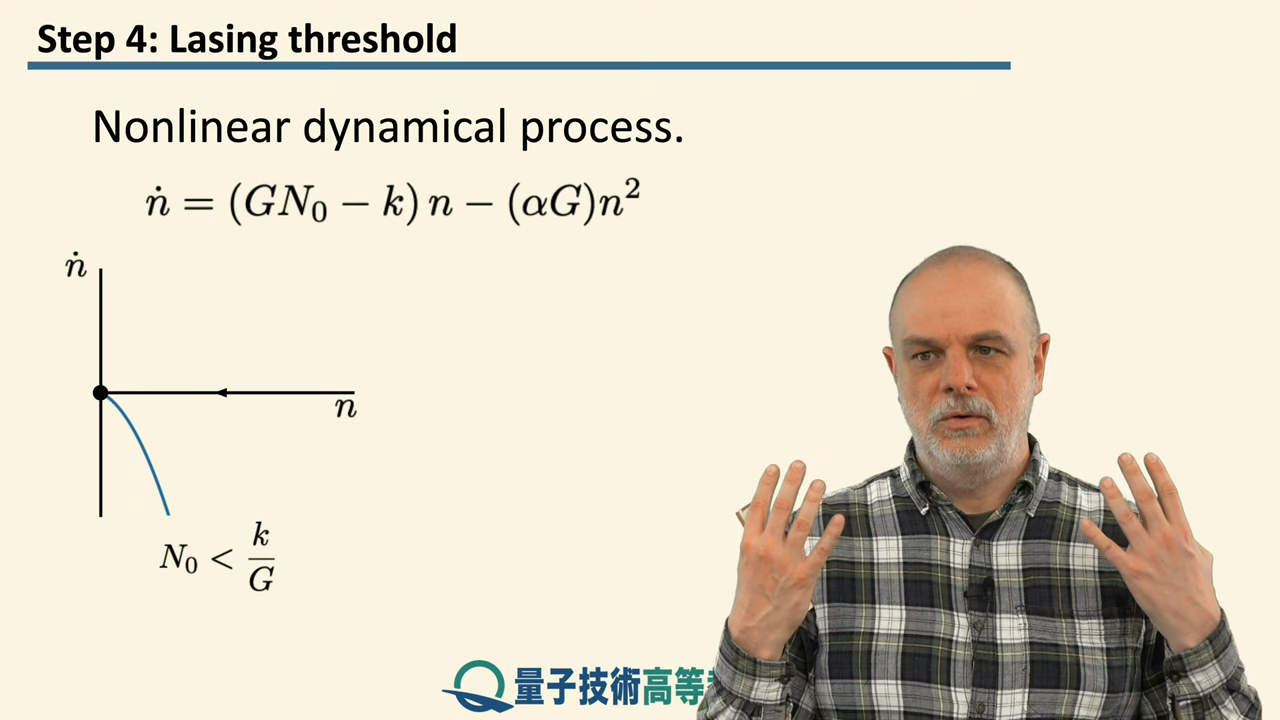 Step 4: Lasing threshold
Nonlinear dynamical process.
ṅ = (GN₀ − k) n − (αG)n²
ṅ
n
N₀ < k/G
量子技術高等